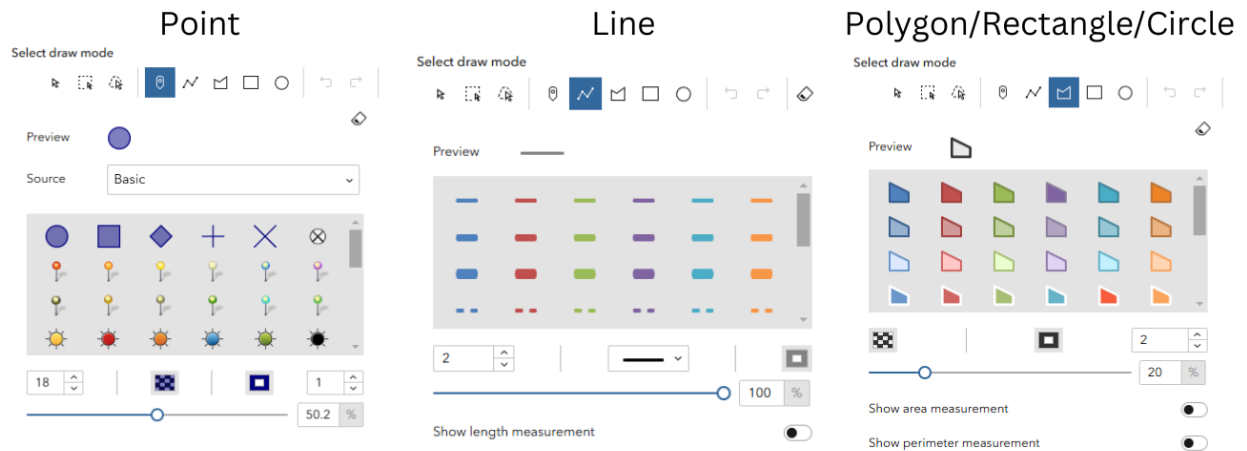 Point
Select draw mode
Preview
Source
Basic
18
1
50.2 %
Line
Select draw mode
Preview
2
100 %
Show length measurement
Polygon/Rectangle/Circle
Select draw mode
Preview
2
20 %
Show area measurement
Show perimeter measurement